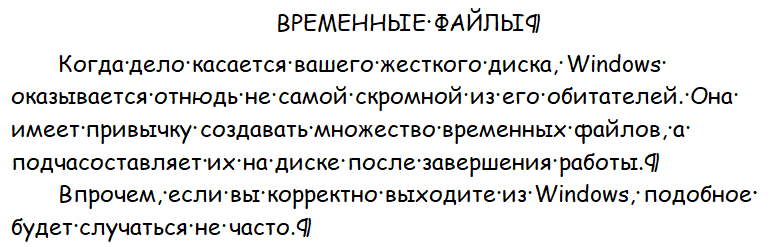 ВРЕМЕННЫЕ·ФАЙЛЫ¶
Когда·дело·касается·вашего·жесткого·диска,·Windows·
оказывается·отнюдь·не·самой·скромной·из·его·обитателей.·Она·
имеет·привычку·создавать·множество·временных·файлов,·а·
подчасоставляет·их·на·диске·после·завершения·работы.¶
Впрочем,·если·вы·корректно·выходите·из·Windows,·подобное·
будет·случаться·не·часто.¶